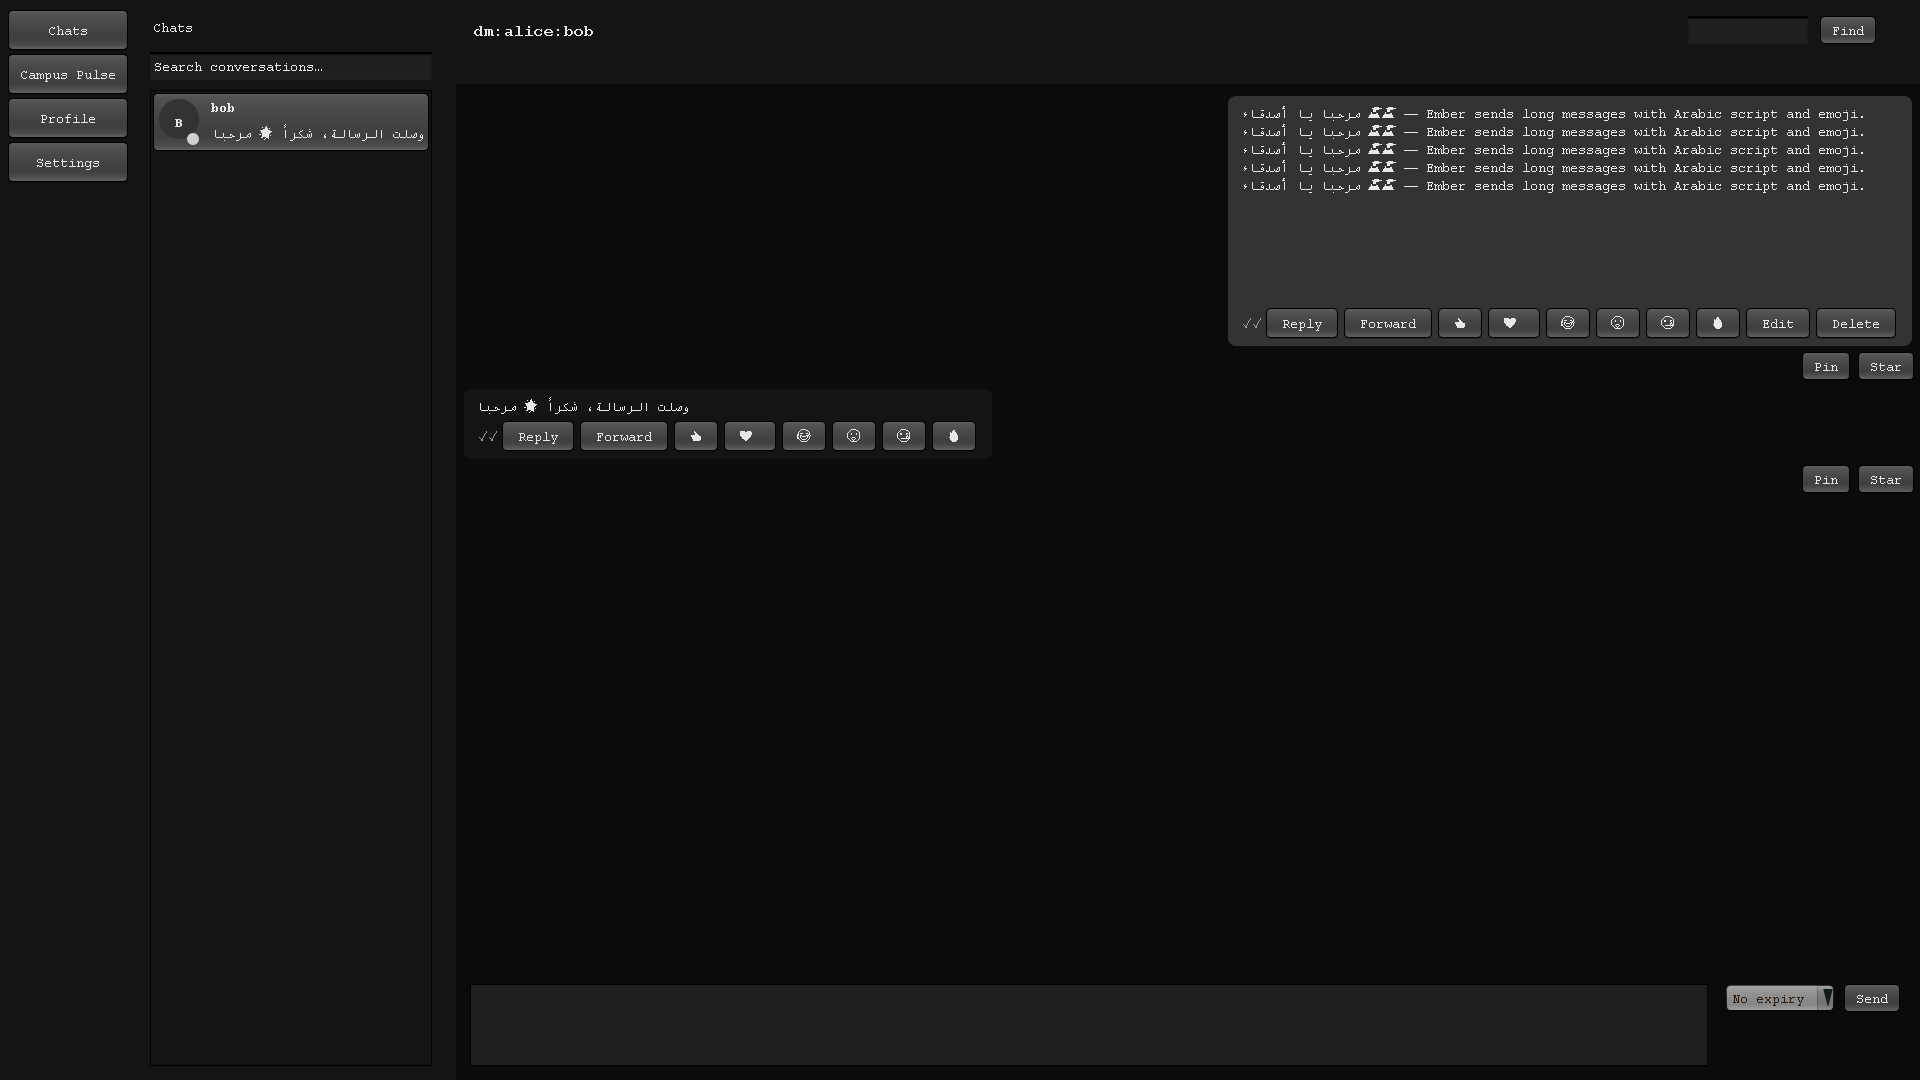 Chats
Campus Pulse
Profile
Settings
Chats
Search conversations…
B
bob
وصلت الرسالة، شكراً 🌟 مرحبا
dm:alice:bob
Find
مرحبا يا أصدقاء 🌋🌋 — Ember sends long messages with Arabic script and emoji.
مرحبا يا أصدقاء 🌋🌋 — Ember sends long messages with Arabic script and emoji.
مرحبا يا أصدقاء 🌋🌋 — Ember sends long messages with Arabic script and emoji.
مرحبا يا أصدقاء 🌋🌋 — Ember sends long messages with Arabic script and emoji.
مرحبا يا أصدقاء 🌋🌋 — Ember sends long messages with Arabic script and emoji.
✓✓ Reply Forward 👍 ❤ 😂 😮 😢 🔥 Edit Delete
Pin Star
وصلت الرسالة، شكراً 🌟 مرحبا
✓✓ Reply Forward 👍 ❤ 😂 😮 😢 🔥
Pin Star
No expiry
Send